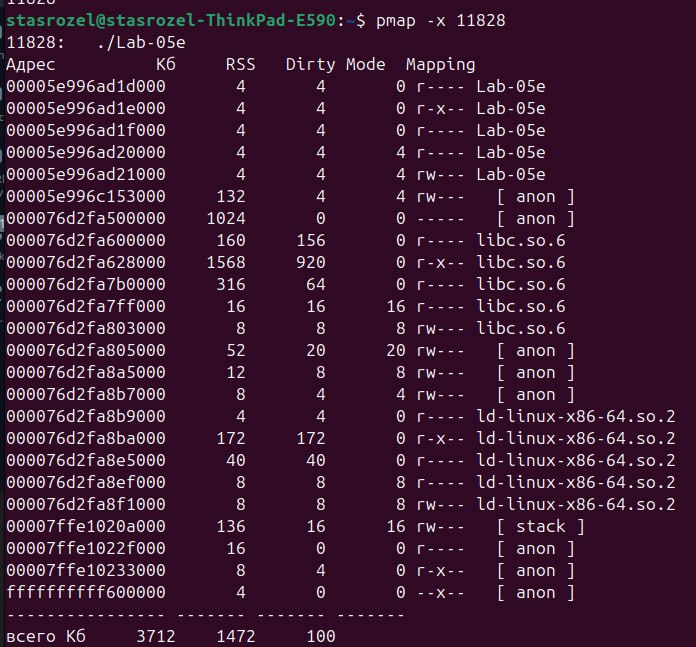 11828
stasrozel@stasrozel-ThinkPad-E590:~$ pmap -x 11828
11828:   ./Lab-05e
Адрес          Кб     RSS   Dirty Mode  Mapping
00005e996ad1d000       4       4       0 r---- Lab-05e
00005e996ad1e000       4       4       0 r-x-- Lab-05e
00005e996ad1f000       4       4       0 r---- Lab-05e
00005e996ad20000       4       4       4 r---- Lab-05e
00005e996ad21000       4       4       4 rw--- Lab-05e
00005e996c153000     132       4       4 rw---   [ anon ]
000076d2fa500000    1024       0       0 -----   [ anon ]
000076d2fa600000     160     156       0 r---- libc.so.6
000076d2fa628000    1568     920       0 r-x-- libc.so.6
000076d2fa7b0000     316      64       0 r---- libc.so.6
000076d2fa7ff000      16      16      16 r---- libc.so.6
000076d2fa803000       8       8       8 rw--- libc.so.6
000076d2fa805000      52      20      20 rw---   [ anon ]
000076d2fa8a5000      12       8       8 rw---   [ anon ]
000076d2fa8b7000       8       4       4 rw---   [ anon ]
000076d2fa8b9000       4       4       0 r---- ld-linux-x86-64.so.2
000076d2fa8ba000     172     172       0 r-x-- ld-linux-x86-64.so.2
000076d2fa8e5000      40      40       0 r---- ld-linux-x86-64.so.2
000076d2fa8ef000       8       8       8 r---- ld-linux-x86-64.so.2
000076d2fa8f1000       8       8       8 rw--- ld-linux-x86-64.so.2
00007ffe1020a000     136      16      16 rw---   [ stack ]
00007ffe1022f000      16       0       0 r----   [ anon ]
00007ffe10233000       8       4       0 r-x--   [ anon ]
ffffffffff600000       4       0       0 --x--   [ anon ]
---------------- ------- ------- -------
всего Кб     3712    1472     100